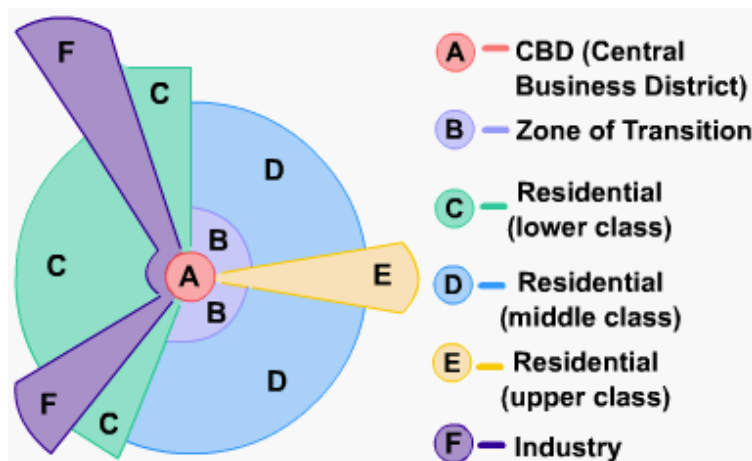 F
C
D
B
C
A
E
B
D
F
C
A CBD (Central
Business District)
B Zone of Transition
C Residential
(lower class)
D Residential
(middle class)
E Residential
(upper class)
F Industry